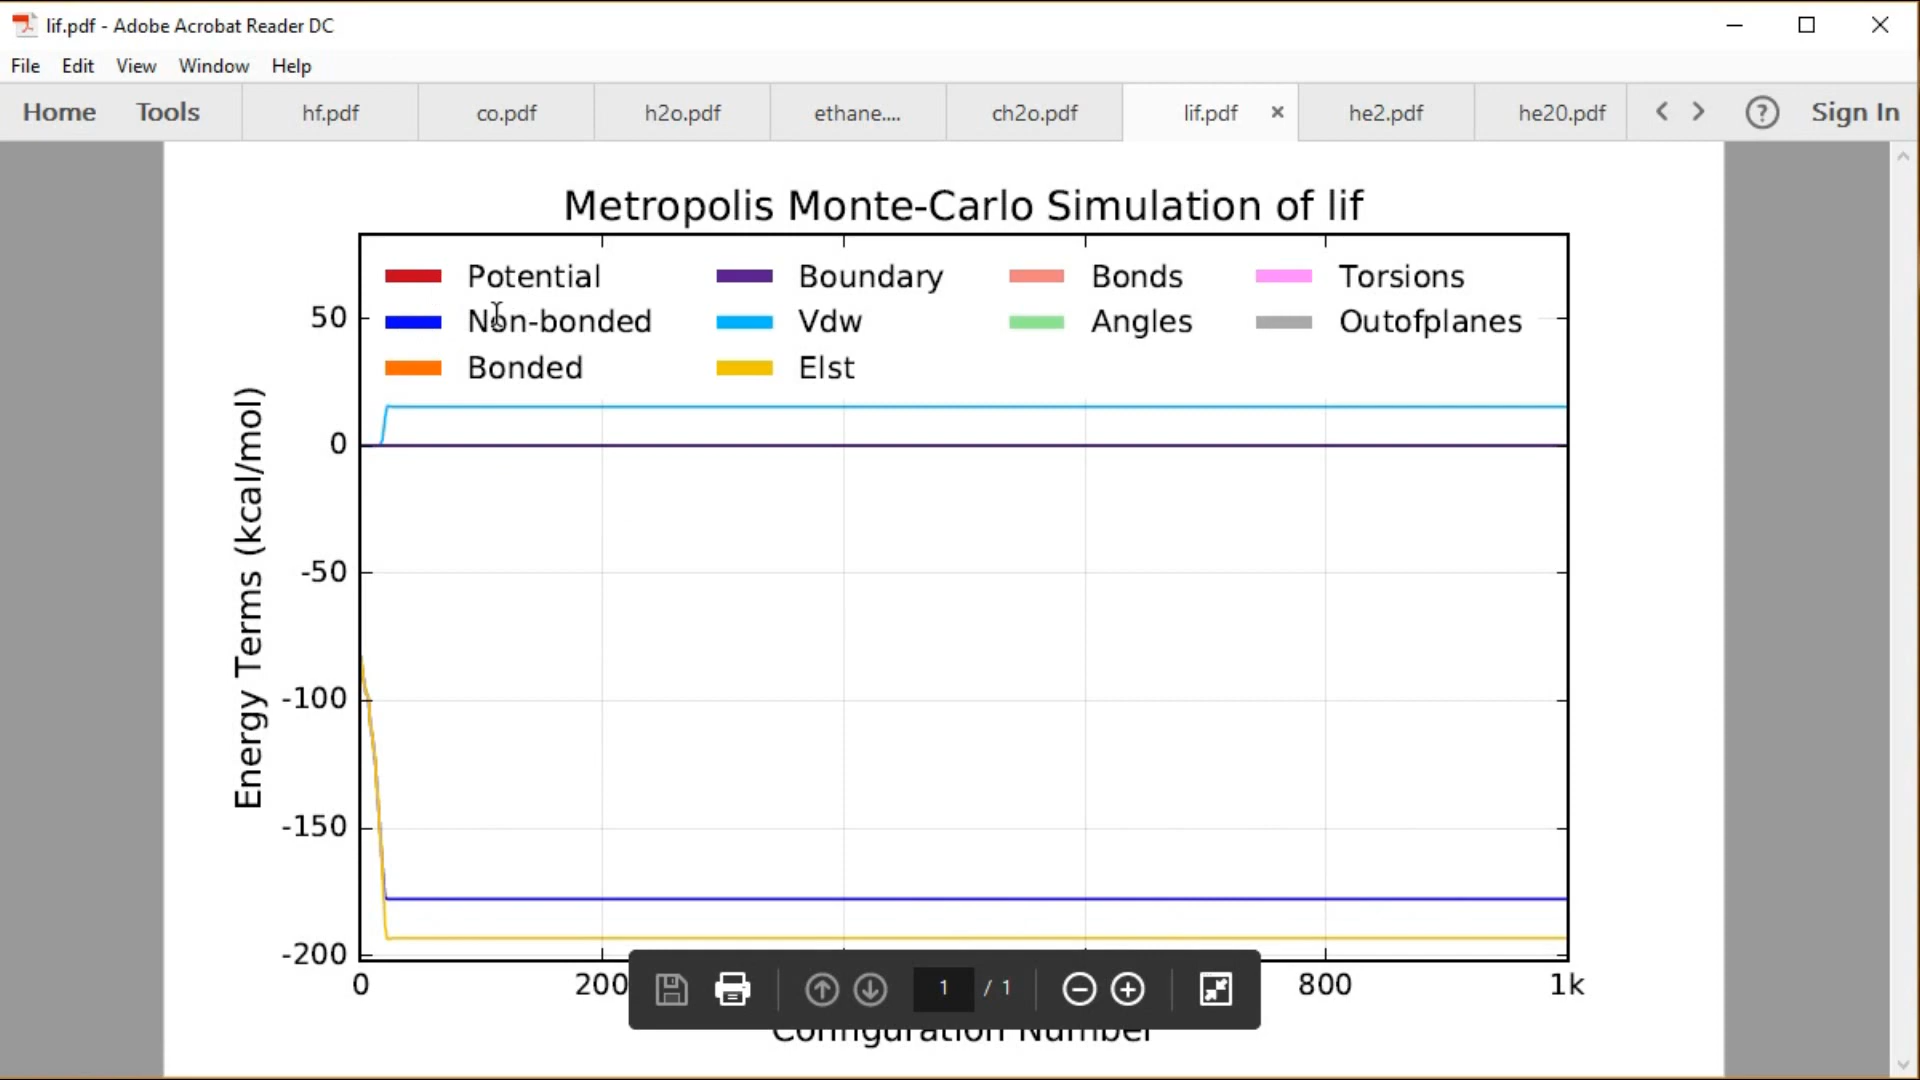 lif.pdf - Adobe Acrobat Reader DC
File Edit View Window Help
Home Tools hf.pdf co.pdf h2o.pdf ethane.... ch2o.pdf lif.pdf he2.pdf he20.pdf Sign In
Metropolis Monte-Carlo Simulation of lif
Potential Boundary Bonds Torsions
Non-bonded Vdw Angles Outofplanes
Bonded Elst
50
0
-50
-100
-150
-200
Energy Terms (kcal/mol)
0 200 800 1k
1 / 1
Configuration Number